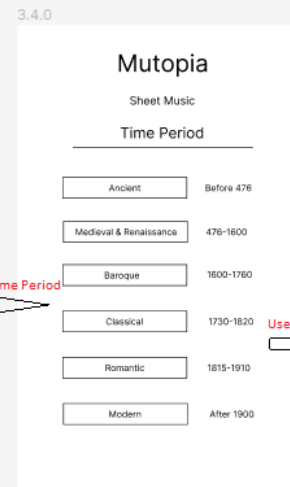 3.4.0
Mutopia
Sheet Music
Time Period
Ancient Before 476
Medieval & Renaissance 476-1600
Baroque 1600-1760
me Period
Classical 1730-1820
Use
Romantic 1815-1910
Modern After 1900